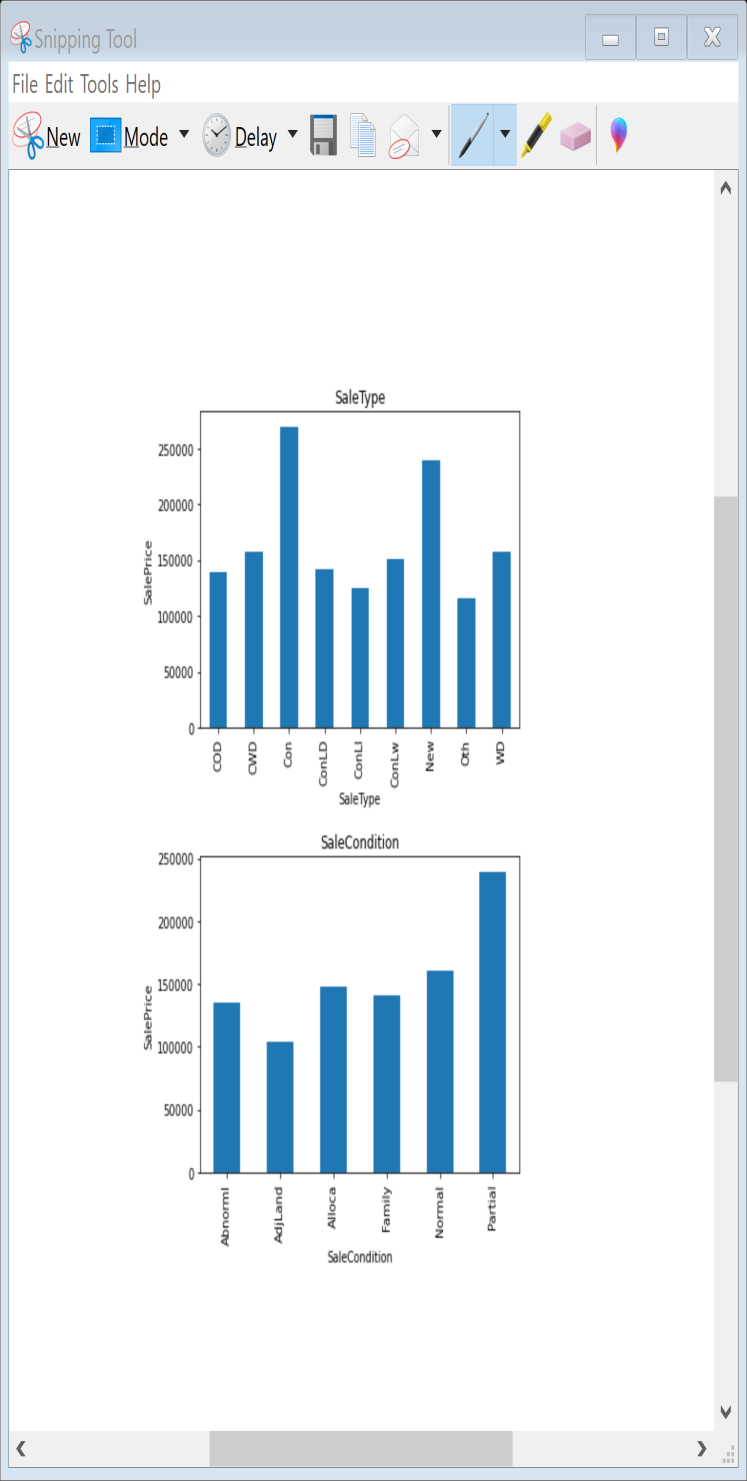 Snipping Tool
File Edit Tools Help
New Mode Delay
SaleType
250000
200000
150000
100000
50000
0
SalePrice
COD CWD Con ConLD ConLI ConLw New Oth WD
SaleType
SaleCondition
250000
200000
150000
100000
50000
0
SalePrice
Abnorml AdjLand Alloca Family Normal Partial
SaleCondition